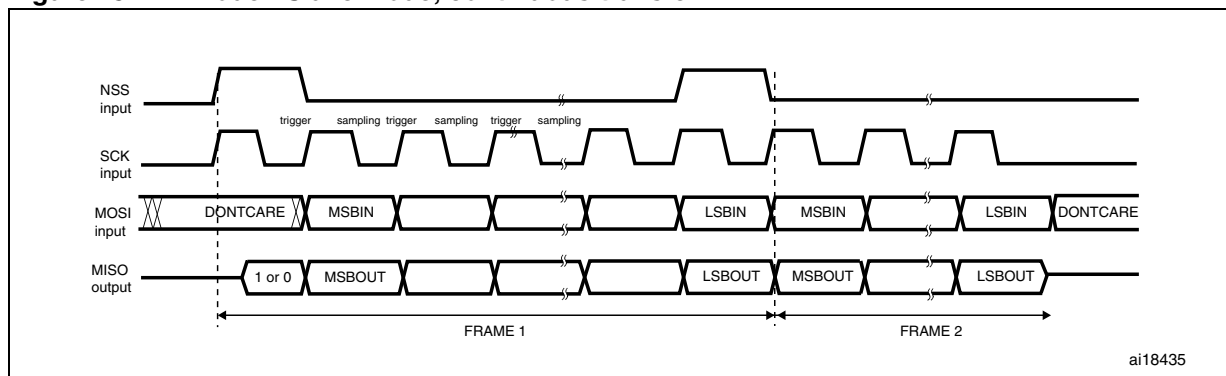 NSS
input
trigger sampling trigger sampling trigger sampling
SCK
input
MOSI
input
DONTCARE MSBIN LSBIN MSBIN LSBIN DONTCARE
MISO
output
1 or 0 MSBOUT LSBOUT MSBOUT LSBOUT
FRAME 1 FRAME 2
ai18435